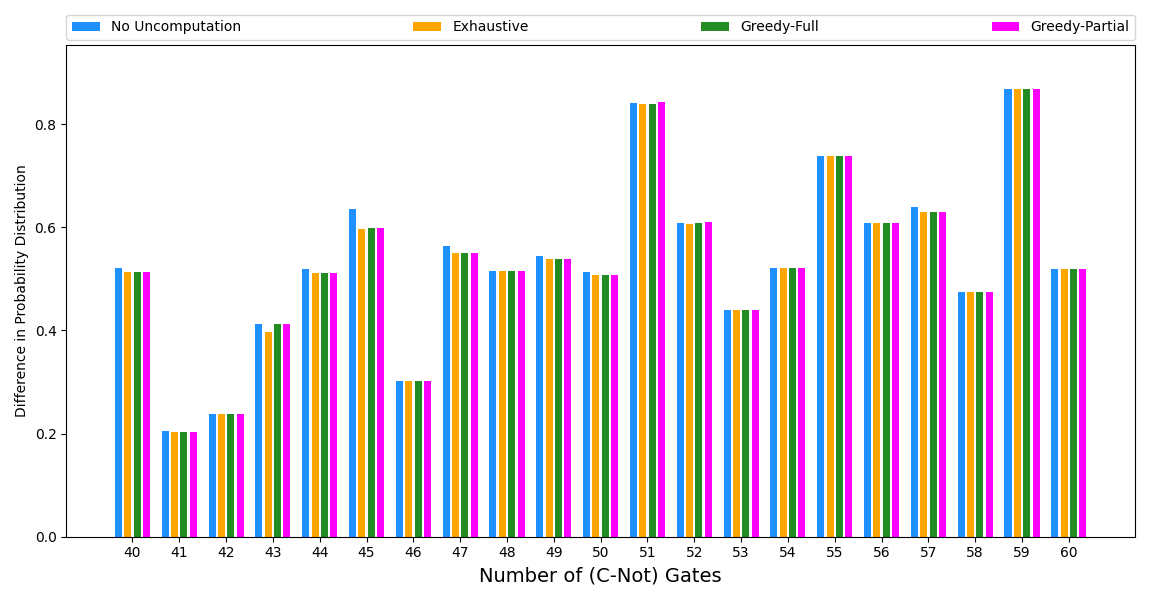 No Uncomputation Exhaustive Greedy-Full Greedy-Partial
0.8
0.6
0.4
0.2
0.0
Difference in Probability Distribution
40 41 42 43 44 45 46 47 48 49 50 51 52 53 54 55 56 57 58 59 60
Number of (C-Not) Gates